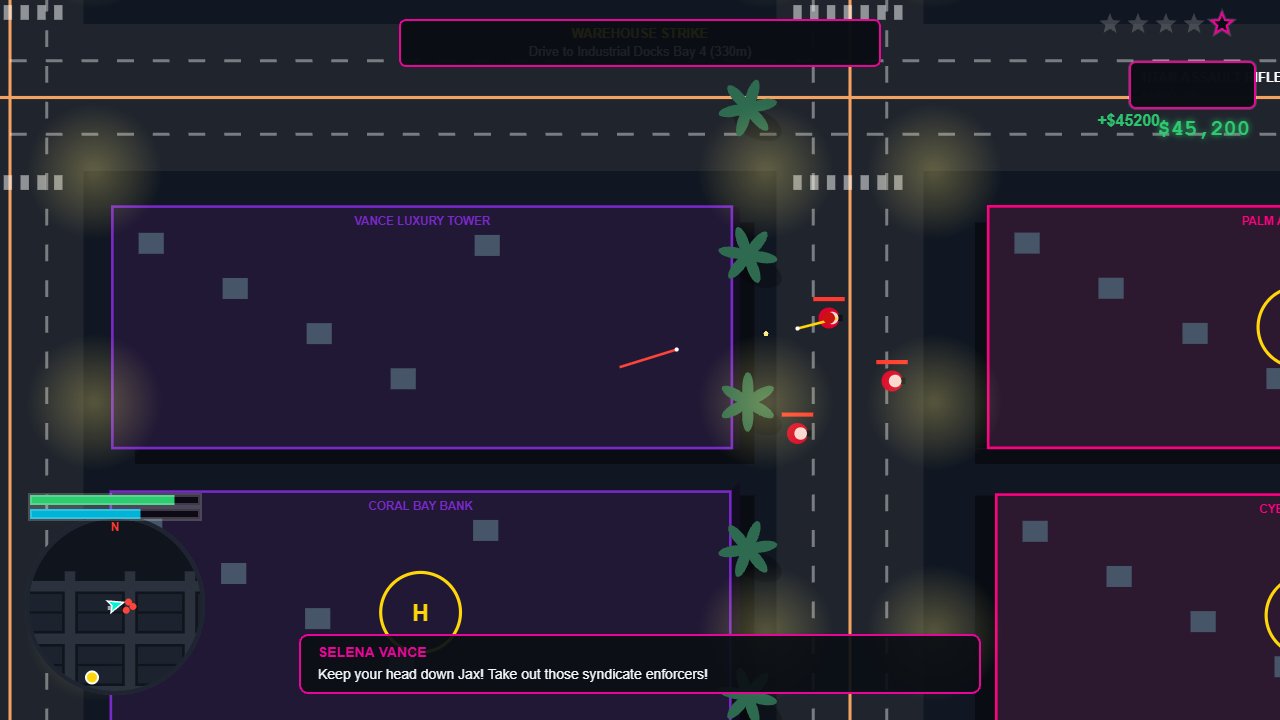 WAREHOUSE STRIKE
Drive to Industrial Docks Bay 4 (330m)
+$45200
$45,200
VANCE LUXURY TOWER
PALM
CORAL BAY BANK
N
H
SELENA VANCE
Keep your head down Jax! Take out those syndicate enforcers!